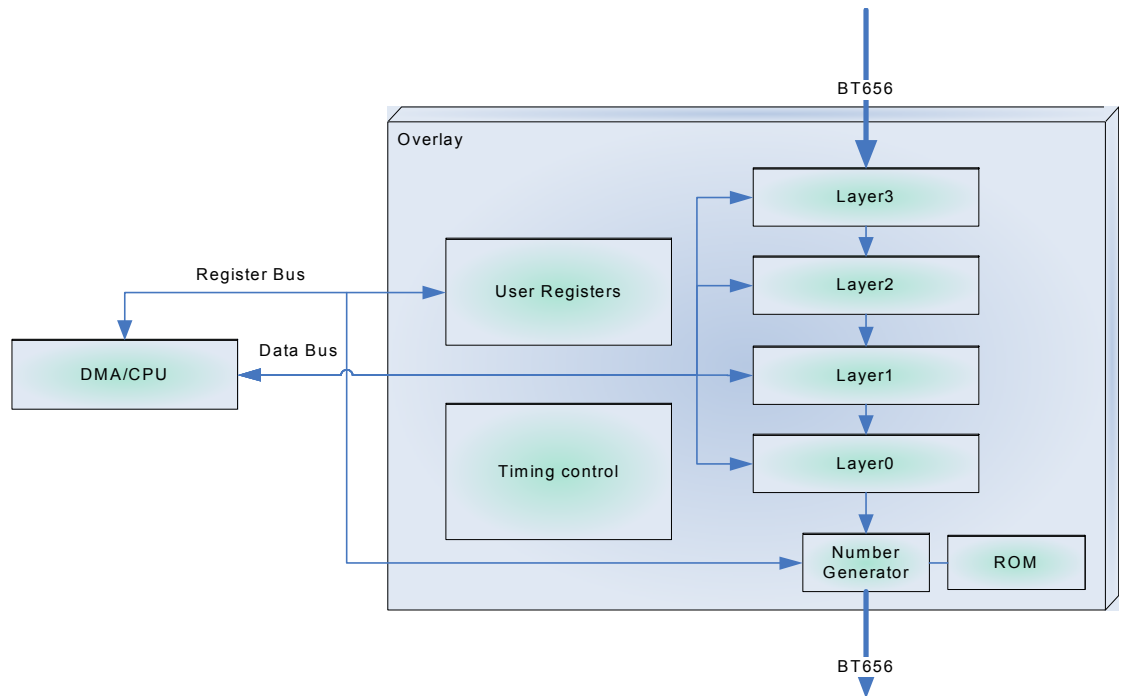 BT656
Overlay
Layer3
Register Bus
User Registers
Layer2
Data Bus
DMA/CPU
Layer1
Timing control
Layer0
Number
Generator
ROM
BT656